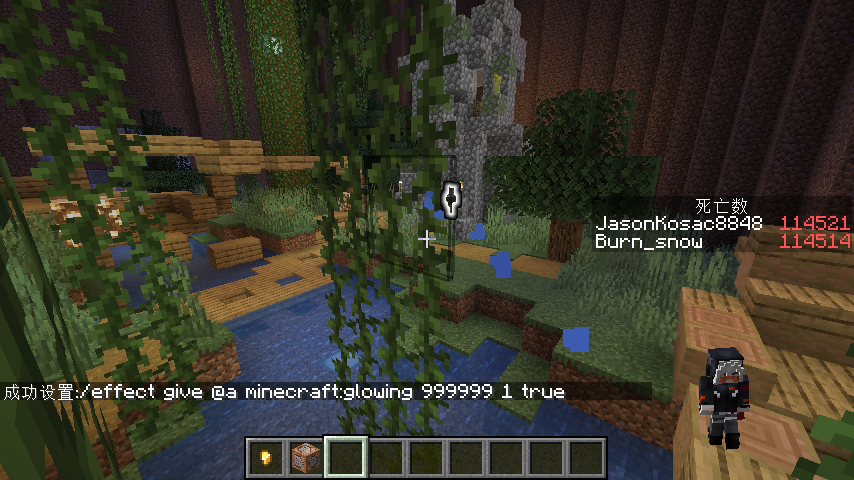 死亡数
JasonKosac8848 114521
Burn_snow 114514
成功设置:/effect give @a minecraft:glowing 999999 1 true